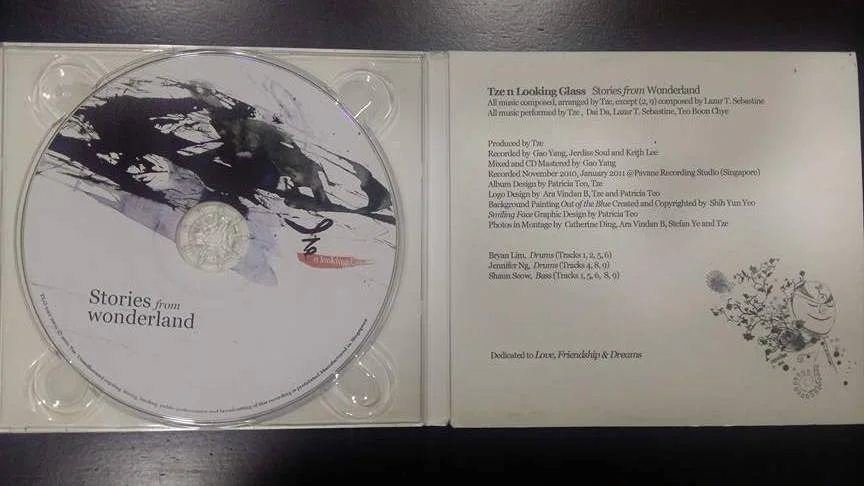 Stories from
wonderland
n looking
Tze n Looking Glass Stories from Wonderland
All music composed, arranged by Tze, except (2, 9) composed by Lazar T. Sebastine
All music performed by Tze , Dai Da, Lazar T. Sebastine, Teo Boon Chye
Produced by Tze
Recorded by Gao Yang, Jerdiss Soul and Keith Lee
Mixed and CD Mastered by Gao Yang
Recorded November 2010, January 2011 @Pavane Recording Studio (Singapore)
Album Design by Patricia Teo, Tze
Logo Design by Ara Vindan B, Tze and Patricia Teo
Background Painting Out of the Blue Created and Copyrighted by Shih Yun Yeo
Smiling Face Graphic Design by Patricia Teo
Photos in Montage by Catherine Ding, Ara Vindan B, Stefan Ye and Tze
Bryan Lim, Drums (Tracks 1, 2, 5, 6)
Jennifer Ng, Drums (Tracks 4, 8, 9)
Shaun Seow, Bass (Tracks 1, 5, 6, 8, 9)
Dedicated to Love, Friendship & Dreams